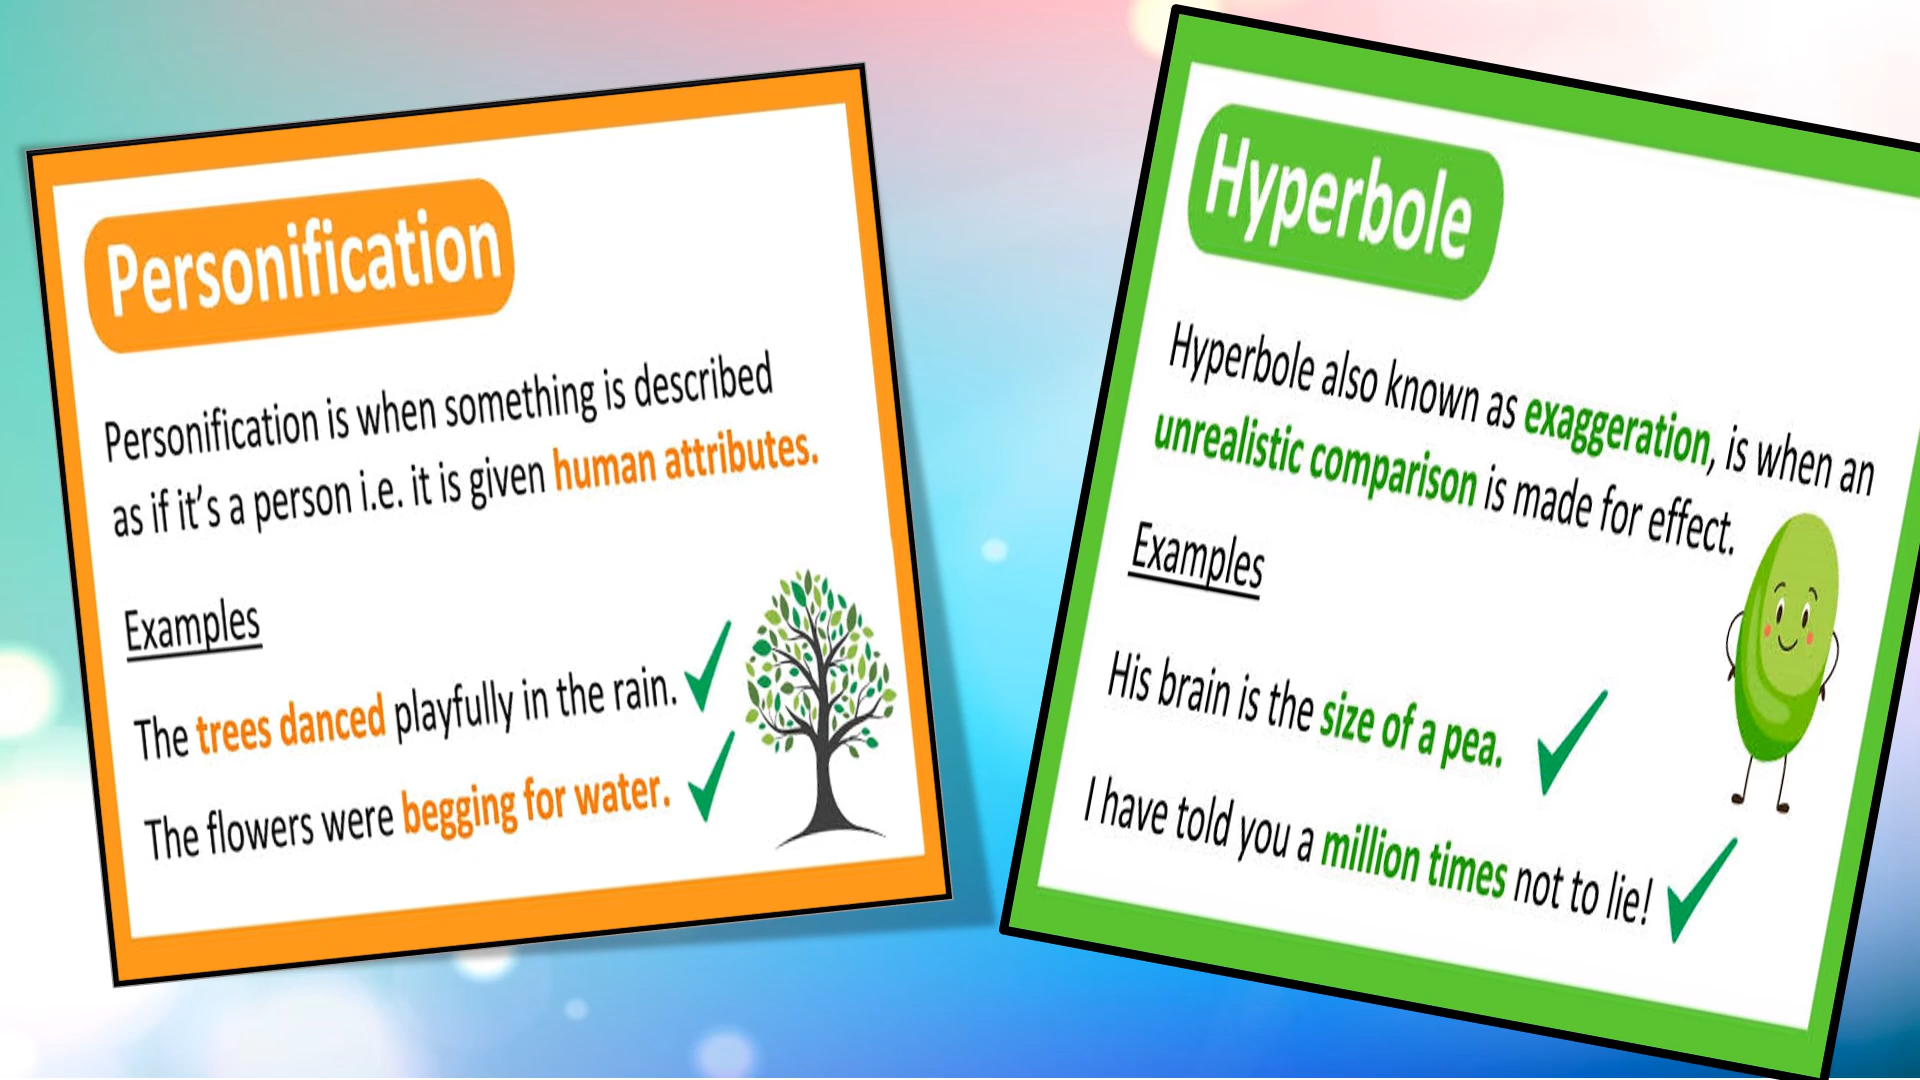 Personification
Personification is when something is described
as if it’s a person i.e. it is given human attributes.
Examples
The trees danced playfully in the rain.
The flowers were begging for water.
Hyperbole
Hyperbole also known as exaggeration, is when an
unrealistic comparison is made for effect.
Examples
His brain is the size of a pea.
I have told you a million times not to lie!